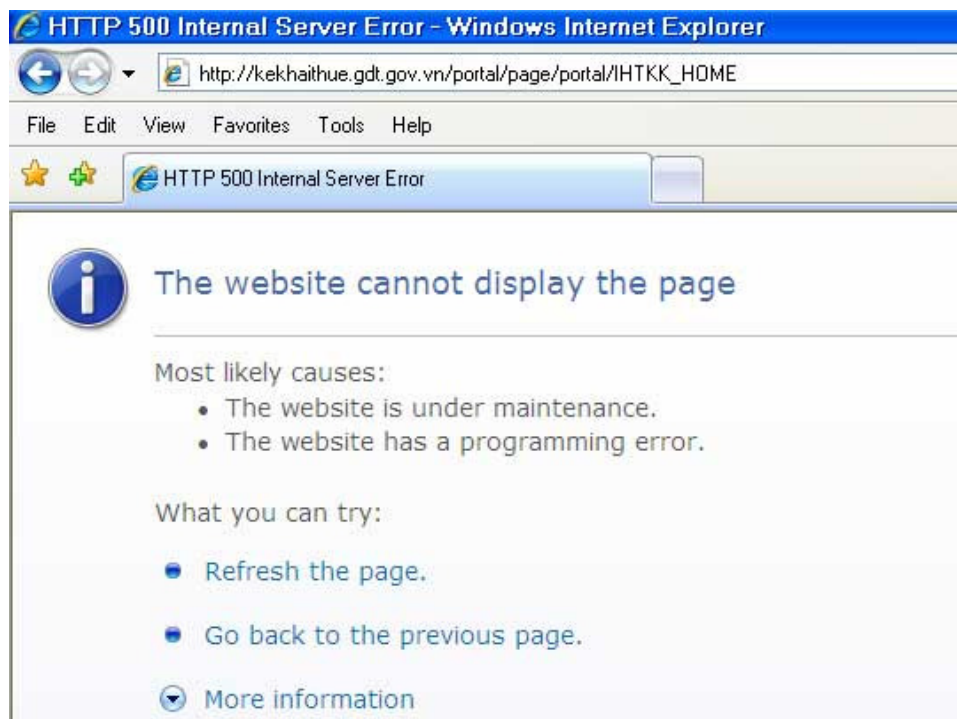 HTTP 500 Internal Server Error - Windows Internet Explorer
http://kekhaithue.gdt.gov.vn/portal/page/portal/IHTKK_HOME
File Edit View Favorites Tools Help
HTTP 500 Internal Server Error
The website cannot display the page
Most likely causes:
• The website is under maintenance.
• The website has a programming error.
What you can try:
Refresh the page.
Go back to the previous page.
More information